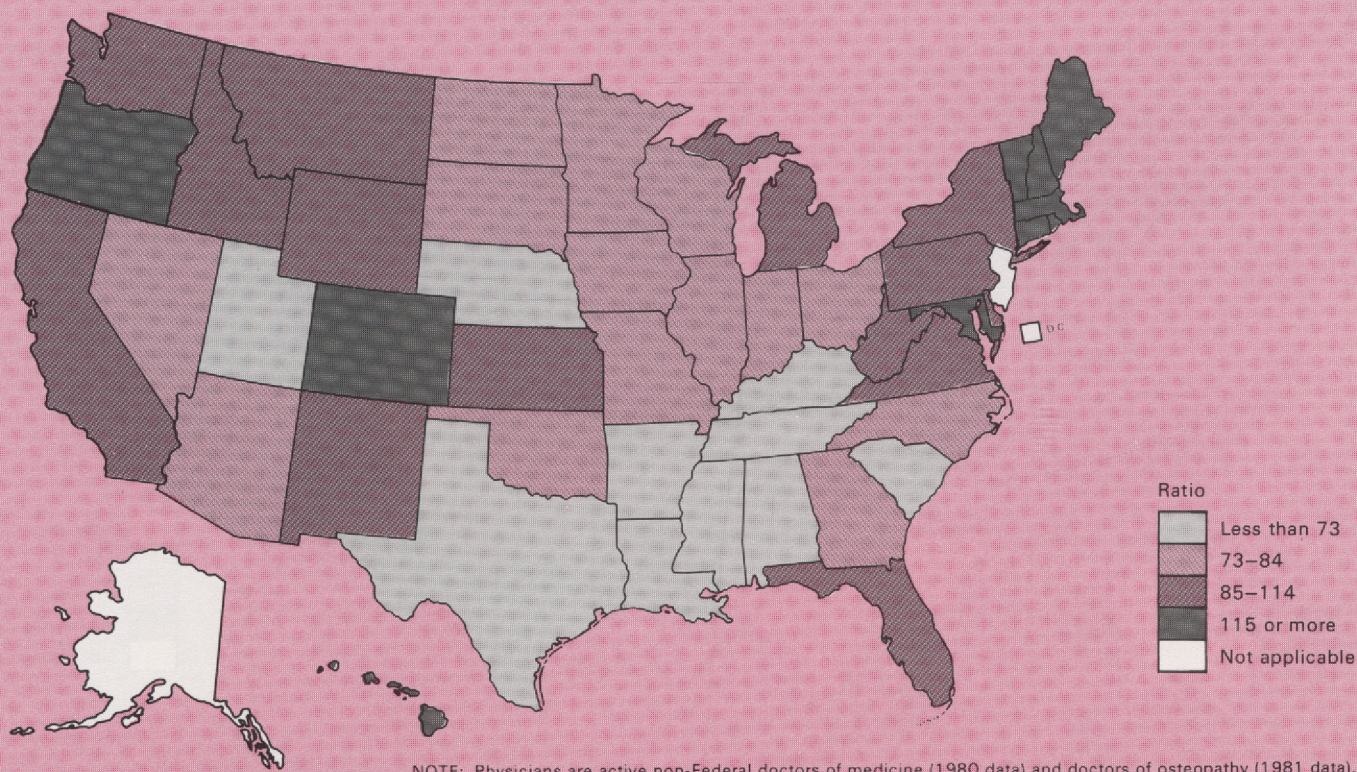 DC
Ratio
Less than 73
73–84
85–114
115 or more
Not applicable
NOTE: Physicians are active non-Federal doctors of medicine (1980 data) and doctors of osteopathy (1981 data).